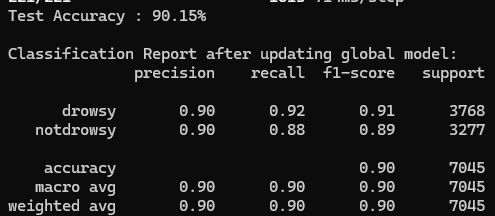 Test Accuracy : 90.15%
Classification Report after updating global model:
precision recall f1-score support
drowsy 0.90 0.92 0.91 3768
notdrowsy 0.90 0.88 0.89 3277
accuracy 0.90 7045
macro avg 0.90 0.90 0.90 7045
weighted avg 0.90 0.90 0.90 7045